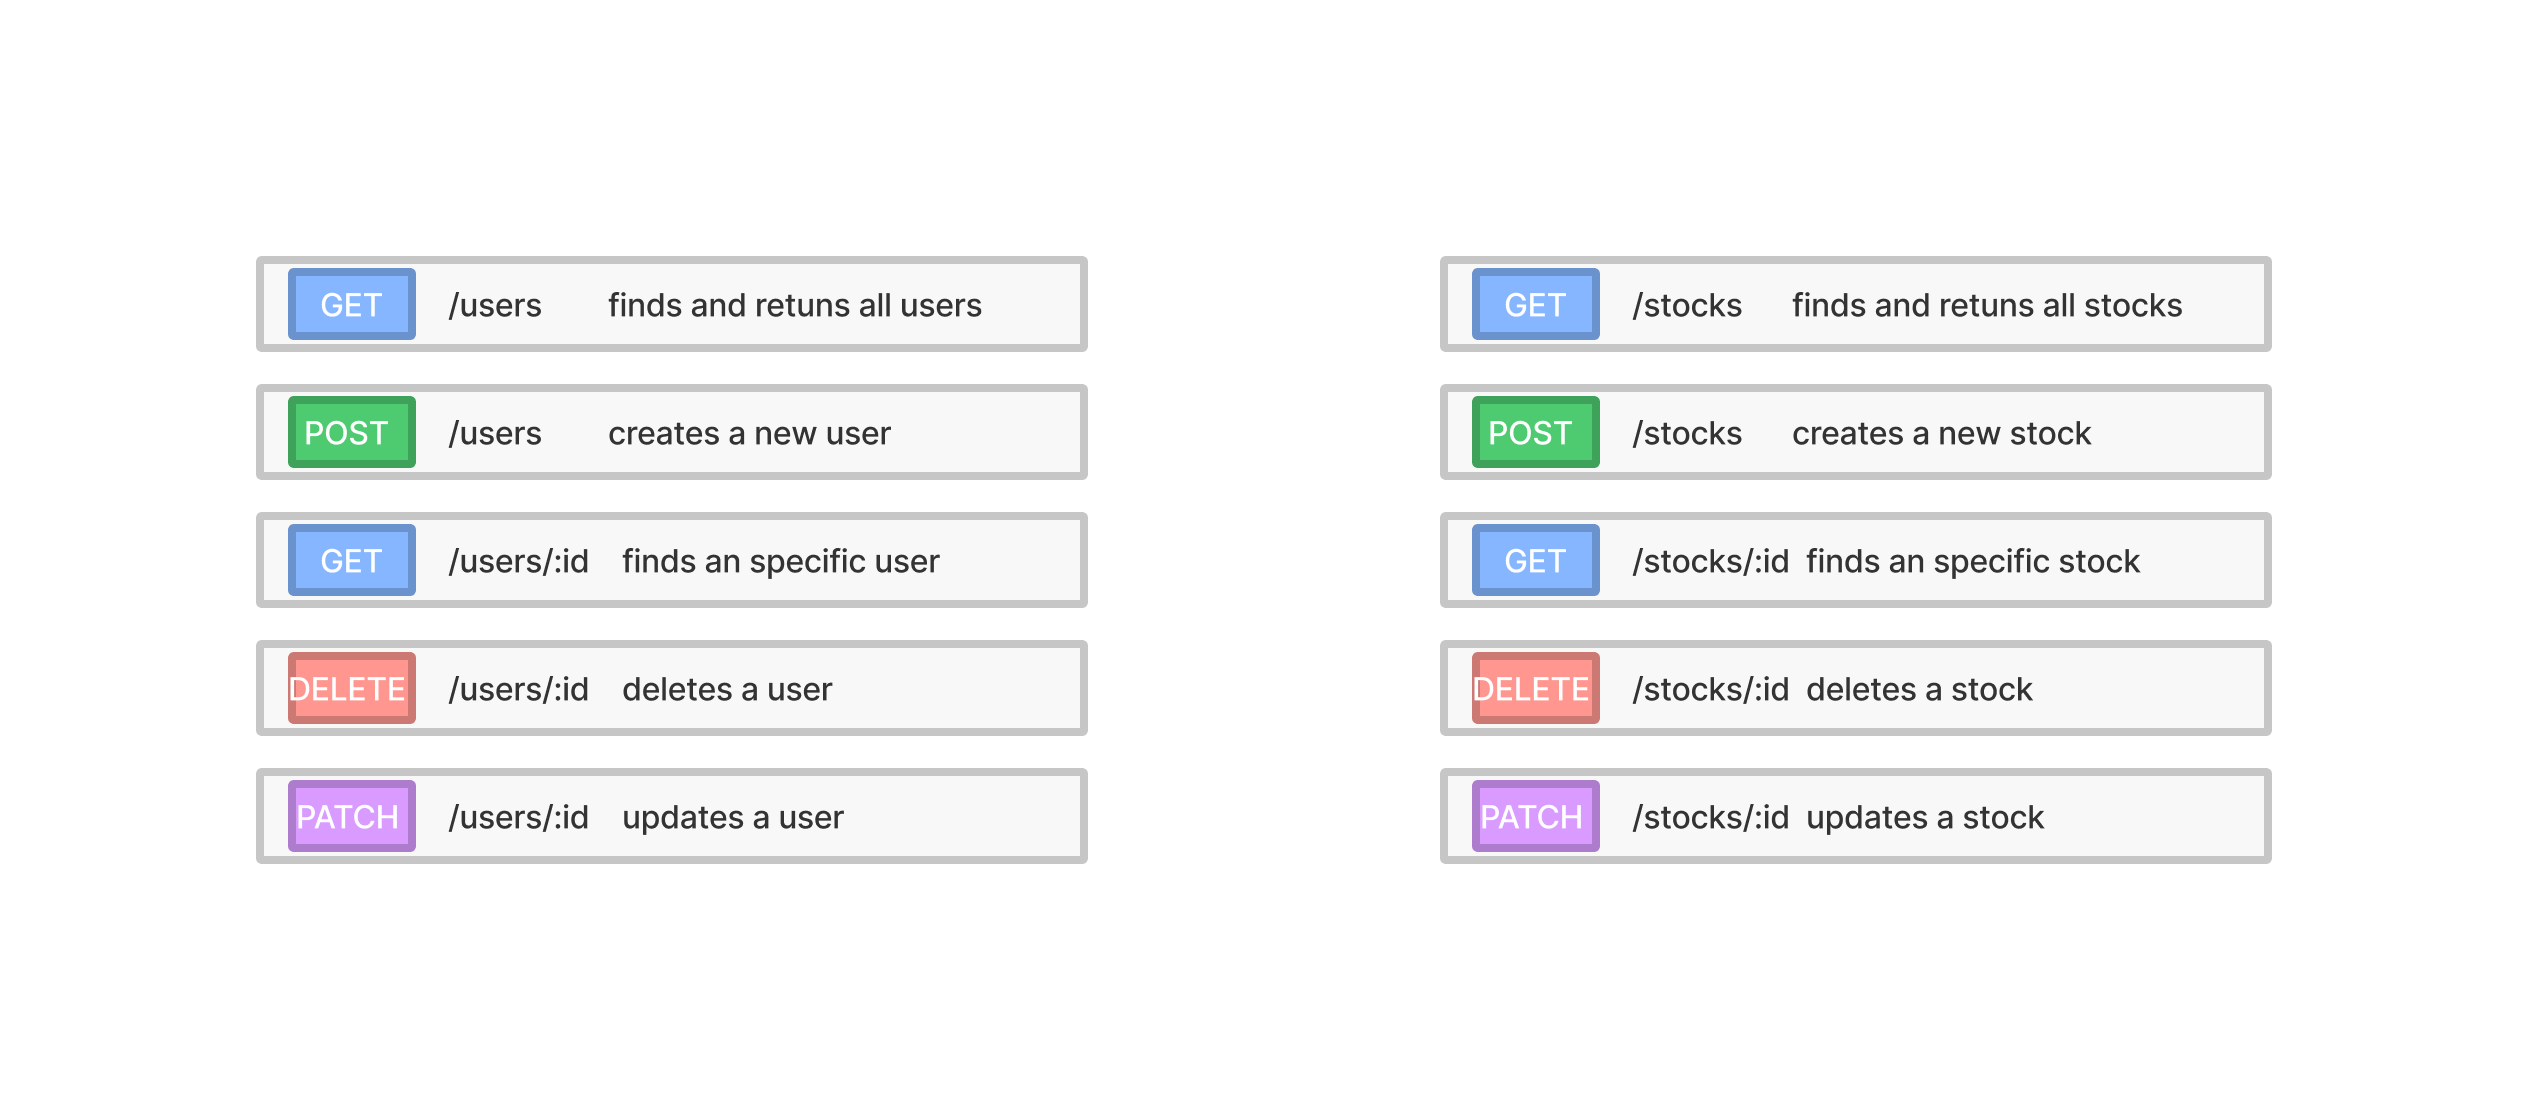 GET /users finds and retuns all users
POST /users creates a new user
GET /users/:id finds an specific user
DELETE /users/:id deletes a user
PATCH /users/:id updates a user
GET /stocks finds and retuns all stocks
POST /stocks creates a new stock
GET /stocks/:id finds an specific stock
DELETE /stocks/:id deletes a stock
PATCH /stocks/:id updates a stock